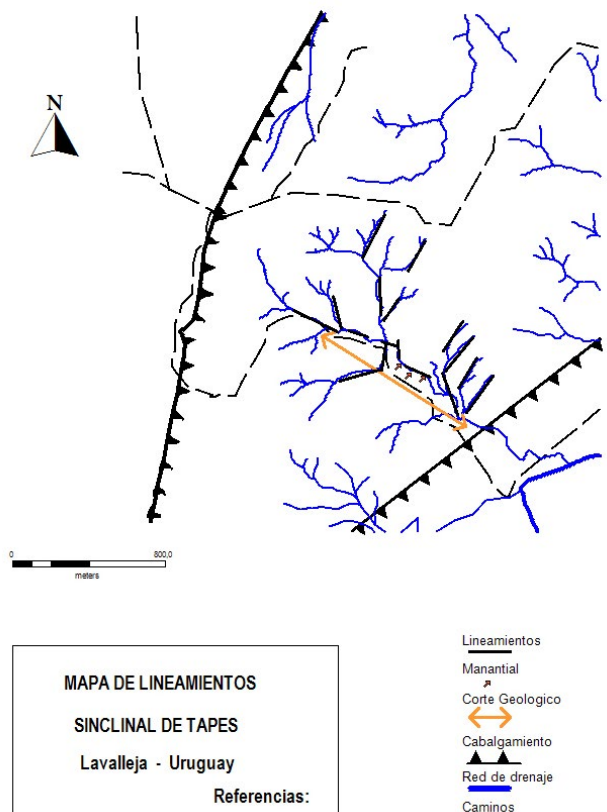 N
0 800,0
meters
MAPA DE LINEAMIENTOS
SINCLINAL DE TAPES
Lavalleja - Uruguay
Referencias:
Lineamientos
Manantial
Corte Geologico
Cabalgamiento
Red de drenaje
Caminos